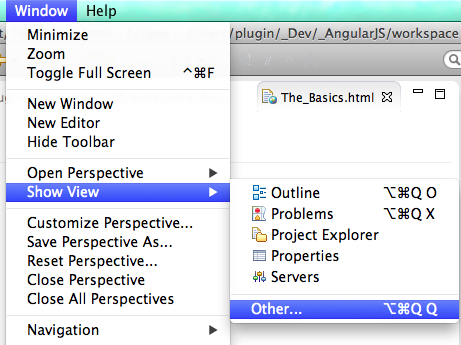 Window Help
/plugin/_Dev/_AngularJS/workspace
Minimize
Zoom
Toggle Full Screen ^⌘F
The_Basics.html
New Window
New Editor
Hide Toolbar
Open Perspective
Show View
Outline ⌥⌘Q O
Problems ⌥⌘Q X
Project Explorer
Properties
Servers
Other... ⌥⌘Q Q
Customize Perspective...
Save Perspective As...
Reset Perspective...
Close Perspective
Close All Perspectives
Navigation